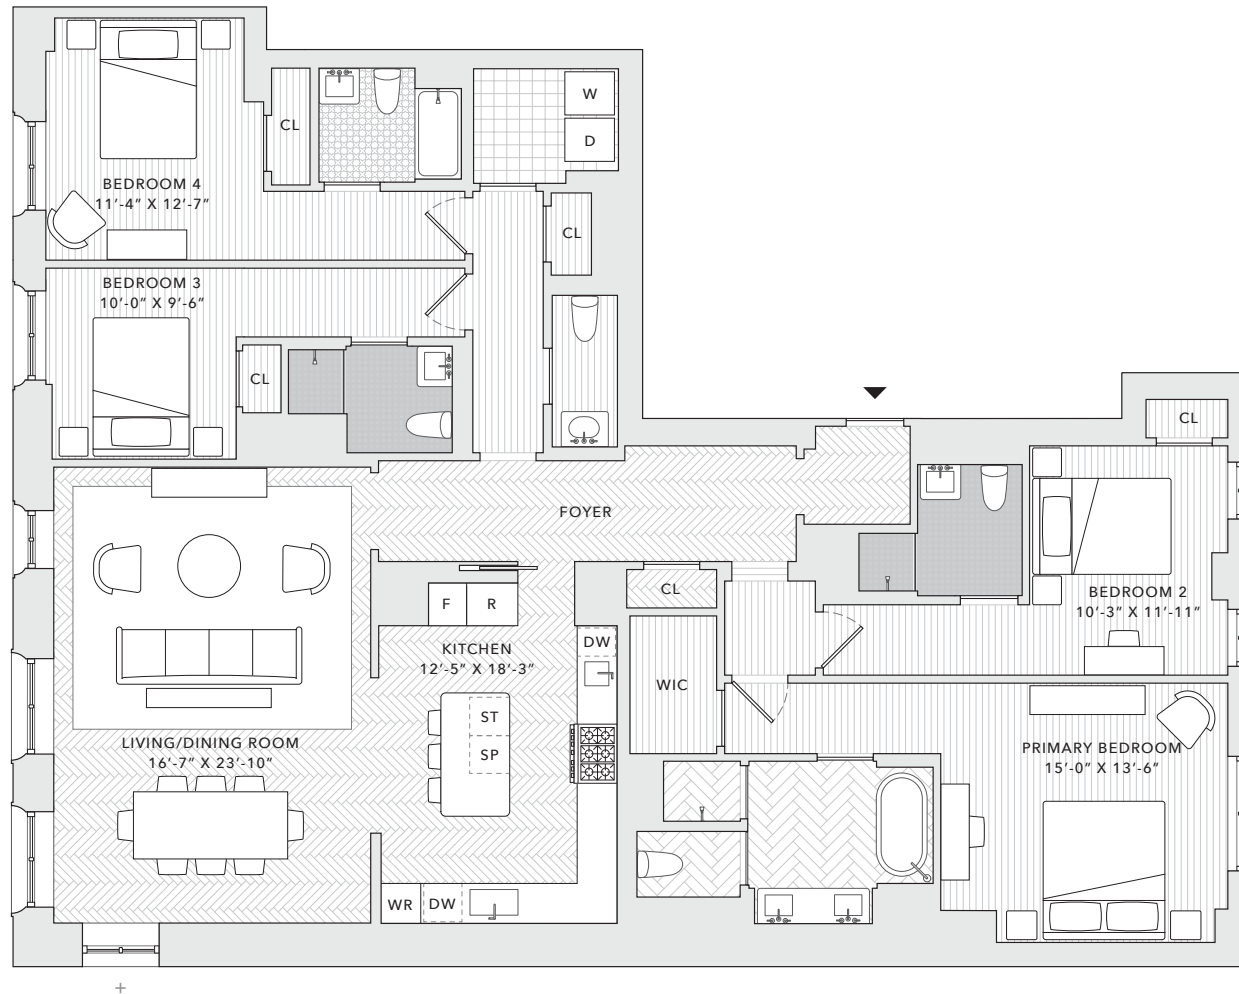 W
D
CL
BEDROOM 4
11’-4” X 12’-7”
CL
BEDROOM 3
10’-0” X 9’-6”
CL
CL
FOYER
CL
BEDROOM 2
10’-3” X 11’-11”
F
R
KITCHEN
12’-5” X 18’-3”
DW
WIC
ST
SP
LIVING/DINING ROOM
16’-7” X 23’-10”
PRIMARY BEDROOM
15’-0” X 13’-6”
WR
DW